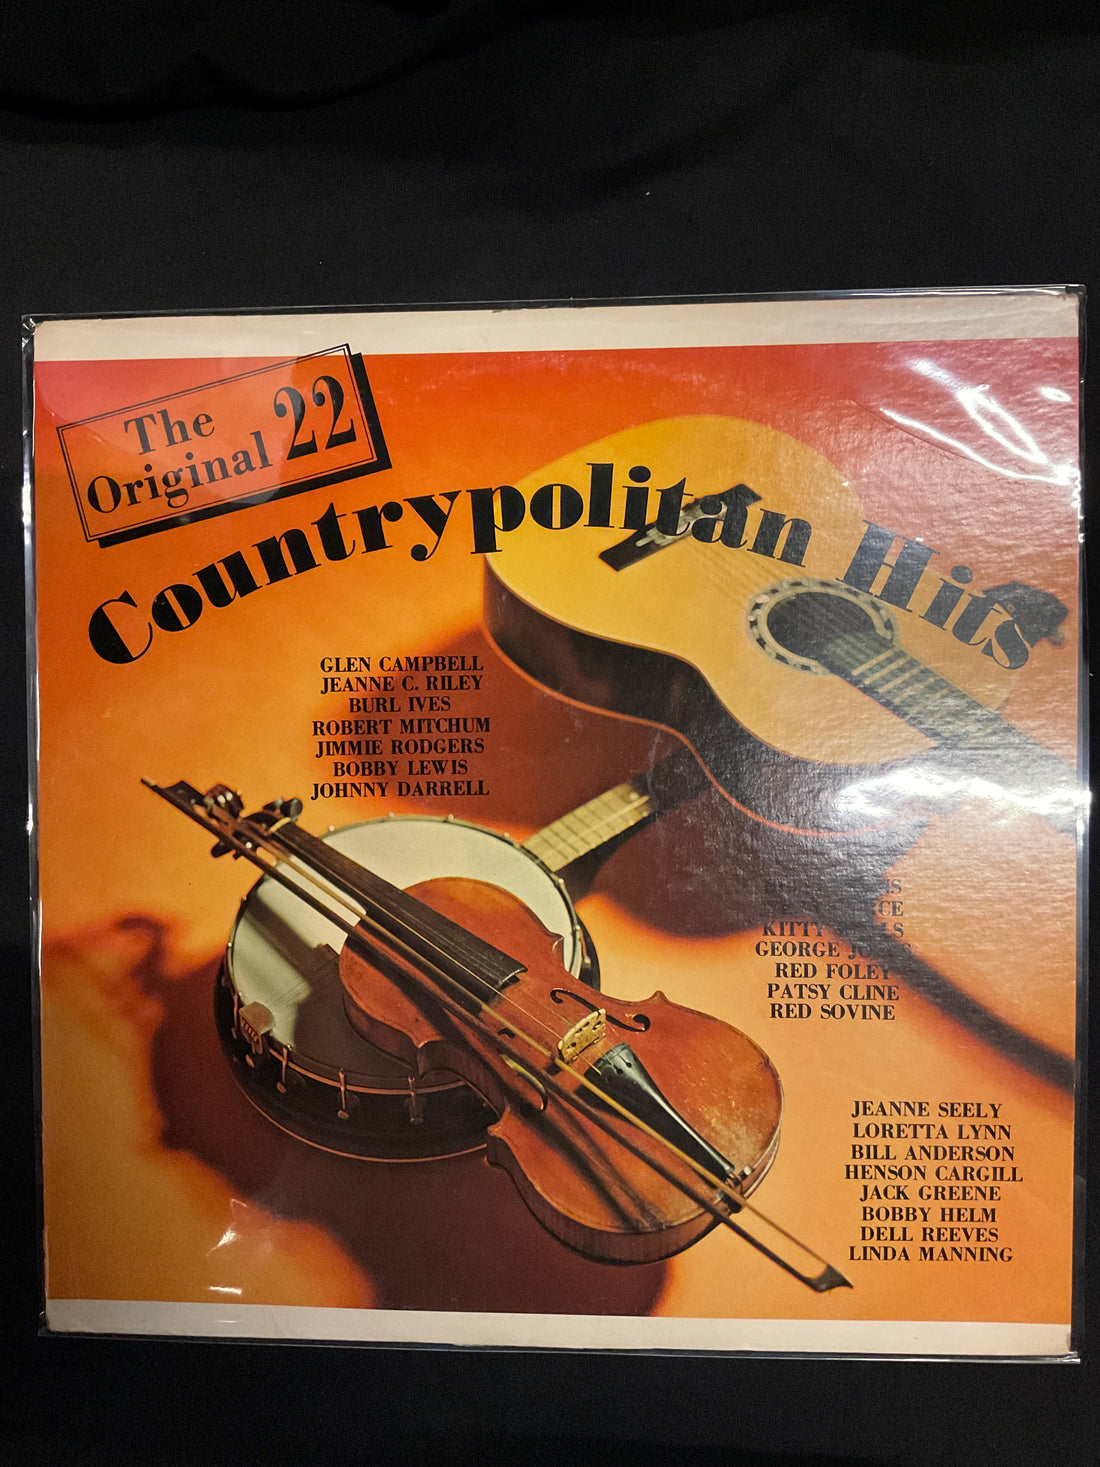 The
Original 22
Countrypolitan Hits
GLEN CAMPBELL
JEANNE C. RILEY
BURL IVES
ROBERT MITCHUM
JIMMIE RODGERS
BOBBY LEWIS
JOHNNY DARRELL
KITTY
GEORGE
RED FOLEY
PATSY CLINE
RED SOVINE
JEANNE SEELY
LORETTA LYNN
BILL ANDERSON
HENSON CARGILL
JACK GREENE
BOBBY HELM
DELL REEVES
LINDA MANNING